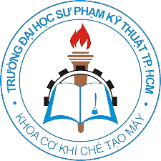 TRƯỜNG ĐẠI HỌC SƯ PHẠM KỸ THUẬT TP. HCM
KHOA CƠ KHÍ CHẾ TẠO MÁY